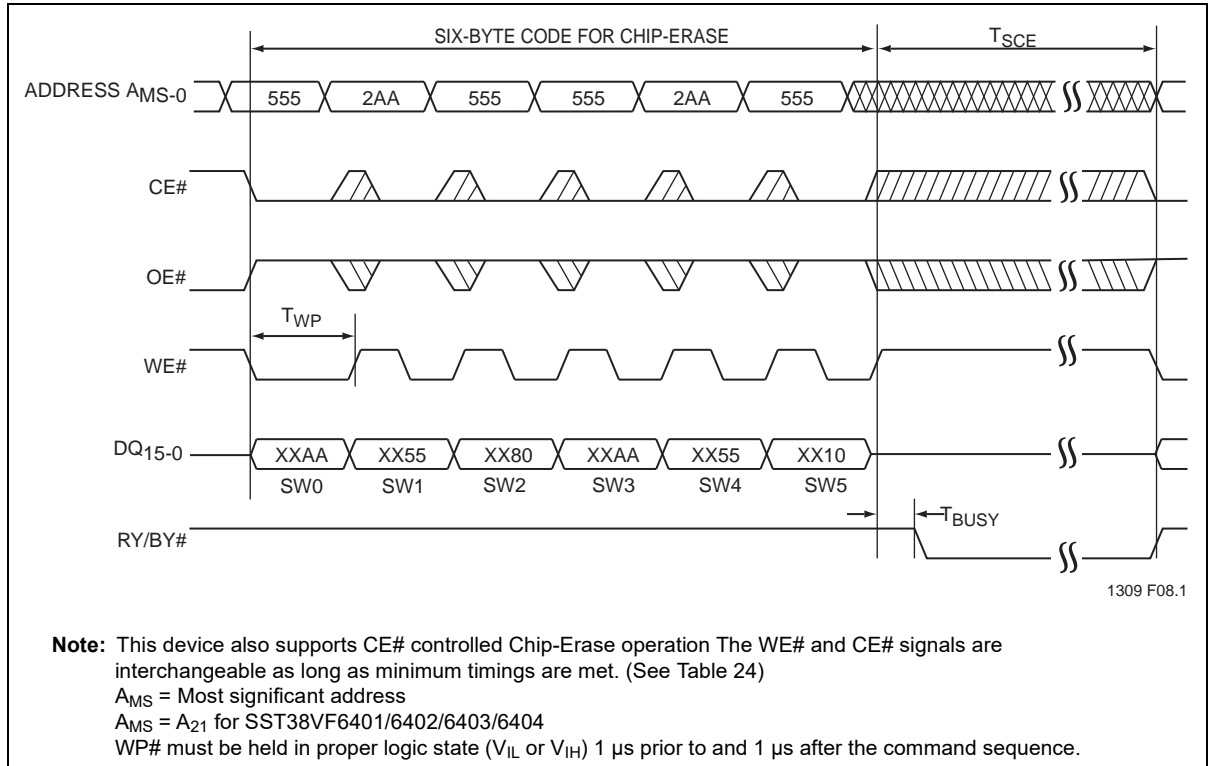 SIX-BYTE CODE FOR CHIP-ERASE TSCE
ADDRESS AMS-0 555 2AA 555 555 2AA 555
CE#
OE#
TWP
WE#
DQ15-0 XXAA XX55 XX80 XXAA XX55 XX10
SW0 SW1 SW2 SW3 SW4 SW5
TBUSY
RY/BY#
1309 F08.1
Note: This device also supports CE# controlled Chip-Erase operation The WE# and CE# signals are
interchangeable as long as minimum timings are met. (See Table 24)
AMS = Most significant address
AMS = A21 for SST38VF6401/6402/6403/6404
WP# must be held in proper logic state (VIL or VIH) 1 µs prior to and 1 µs after the command sequence.